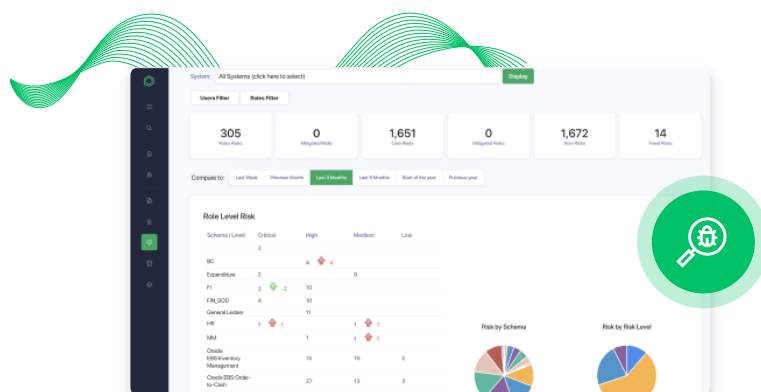 System: All Systems (click here to select) Display
Users Filter Roles Filter
305 0 1,651 0 1,672 14
Roles Risks Mitigated Risks User Risks Mitigated Risks New Risks Fixed Risks
Compare to: Last Week Previous Month Last 3 Months Last 6 Months Start of the year Previous year
Role Level Risk
Schema / Level Critical High Medium Low
2
BC 4 4
Expenditure 2 9
FI 2 -2 10
FIN_SOD 4 10
General Ledger 11
HR 1 1 1 1
MM 1 1 1
Oracle
EBS:Inventory 15 19 2
Management
Oracle EBS:Order-
to-Cash 27 13 3
Risk by Schema Risk by Risk Level